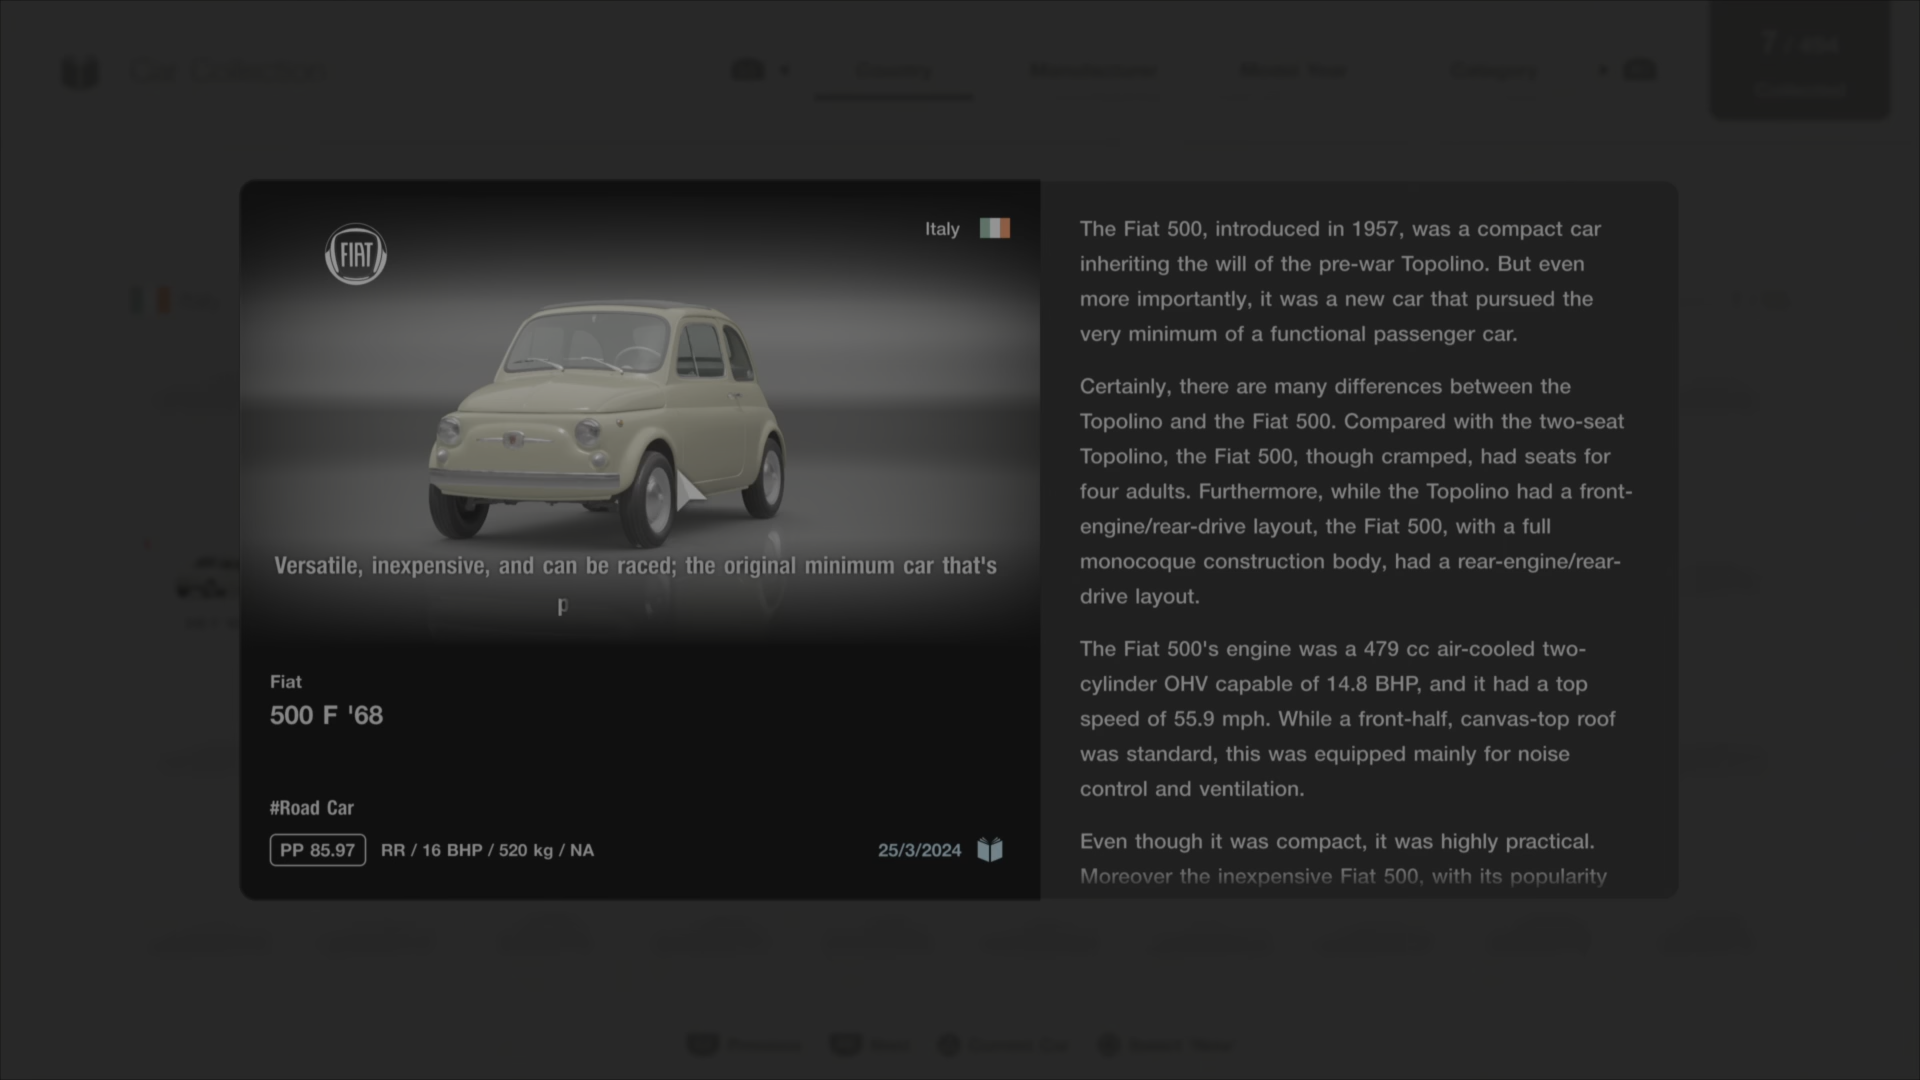 Car Collection
Country
Manufacturer
Category
FIAT
Italy
Versatile, inexpensive, and can be raced; the original minimum car that's
p
Fiat
500 F '68
#Road Car
PP 85.97
RR / 16 BHP / 520 kg / NA
25/3/2024
The Fiat 500, introduced in 1957, was a compact car
inheriting the will of the pre-war Topolino. But even
more importantly, it was a new car that pursued the
very minimum of a functional passenger car.
Certainly, there are many differences between the
Topolino and the Fiat 500. Compared with the two-seat
Topolino, the Fiat 500, though cramped, had seats for
four adults. Furthermore, while the Topolino had a front-
engine/rear-drive layout, the Fiat 500, with a full
monocoque construction body, had a rear-engine/rear-
drive layout.
The Fiat 500's engine was a 479 cc air-cooled two-
cylinder OHV capable of 14.8 BHP, and it had a top
speed of 55.9 mph. While a front-half, canvas-top roof
was standard, this was equipped mainly for noise
control and ventilation.
Even though it was compact, it was highly practical.
Moreover the inexpensive Fiat 500, with its popularity